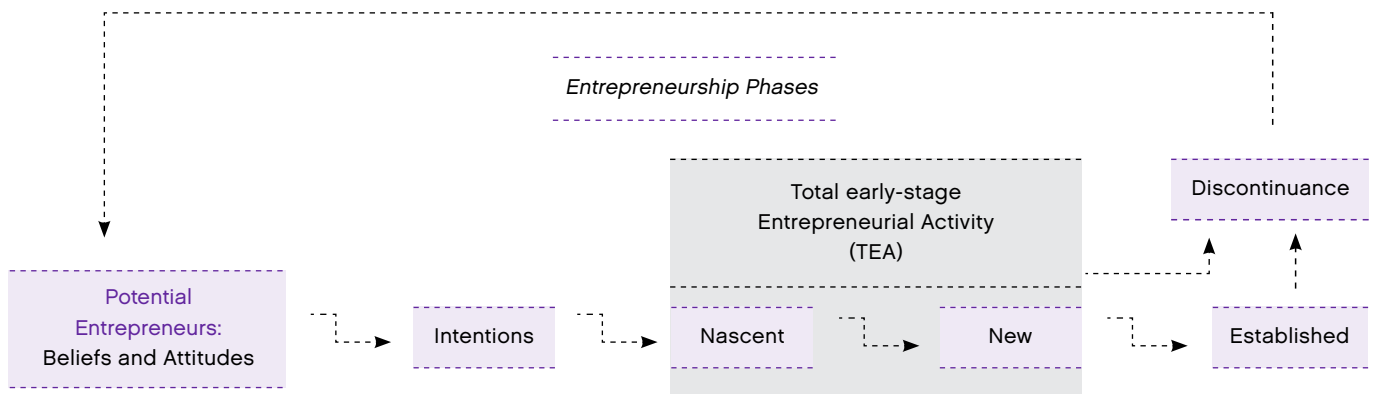 Entrepreneurship Phases
Total early-stage
Entrepreneurial Activity
(TEA)
Discontinuance
Potential
Entrepreneurs:
Beliefs and Attitudes
Intentions
Nascent
New
Established